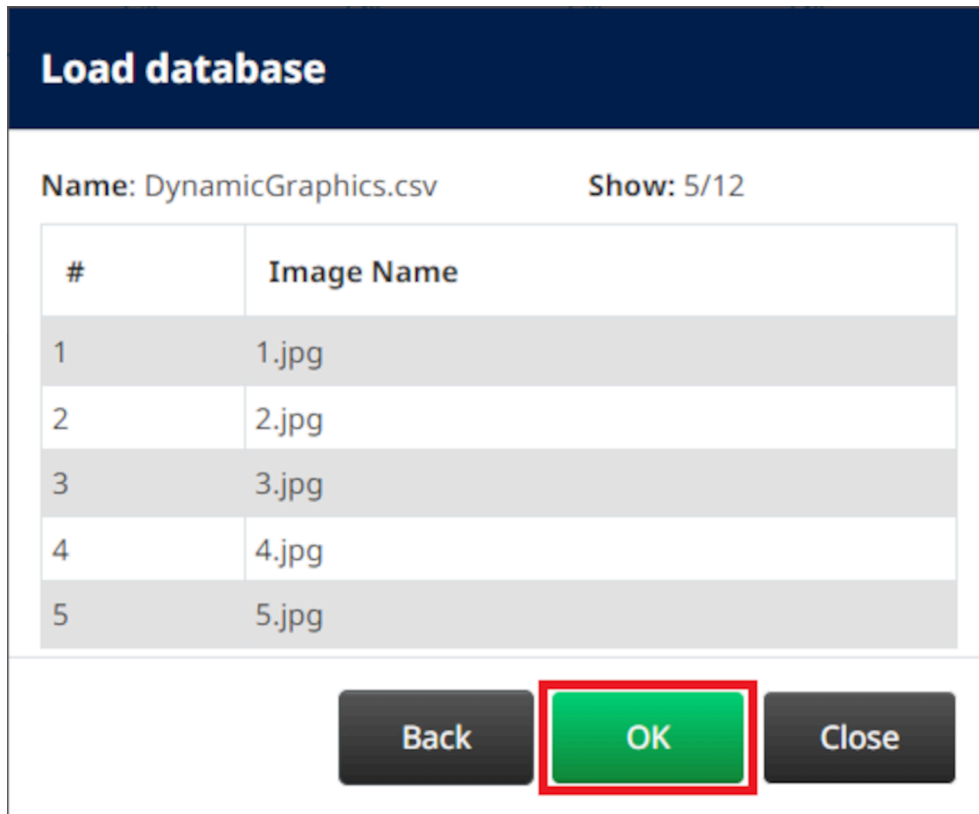 Load database
Name: DynamicGraphics.csv Show: 5/12
# Image Name
1 1.jpg
2 2.jpg
3 3.jpg
4 4.jpg
5 5.jpg
Back OK Close